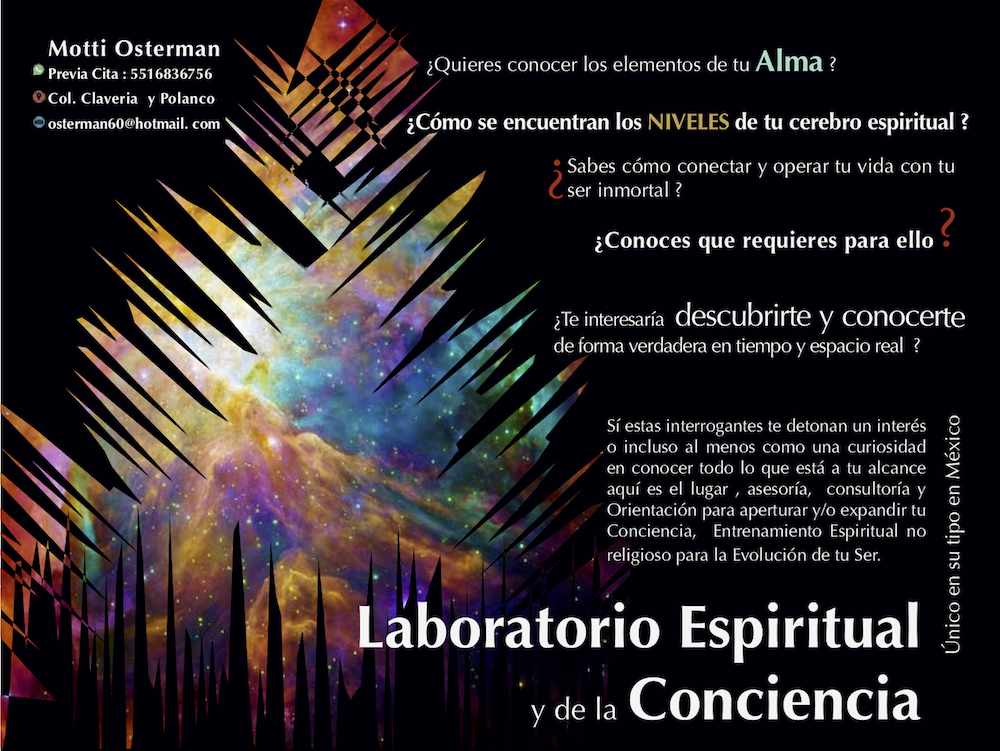 Motti Osterman
Previa Cita : 5516836756
Col. Claveria y Polanco
osterman60@hotmail. com
¿Quieres conocer los elementos de tu Alma ?
¿Cómo se encuentran los NIVELES de tu cerebro espiritual ?
¿Sabes cómo conectar y operar tu vida con tu
ser inmortal ?
¿Conoces que requieres para ello ?
¿Te interesaría descubrirte y conocerte
de forma verdadera en tiempo y espacio real ?
Sí estas interrogantes te detonan un interés
o incluso al menos como una curiosidad
en conocer todo lo que está a tu alcance
aquí es el lugar , asesoría, consultoría y
Orientación para aperturar y/o expandir tu
Conciencia, Entrenamiento Espiritual no
religioso para la Evolución de tu Ser.
Único en su tipo en México
Laboratorio Espiritual
y de la Conciencia